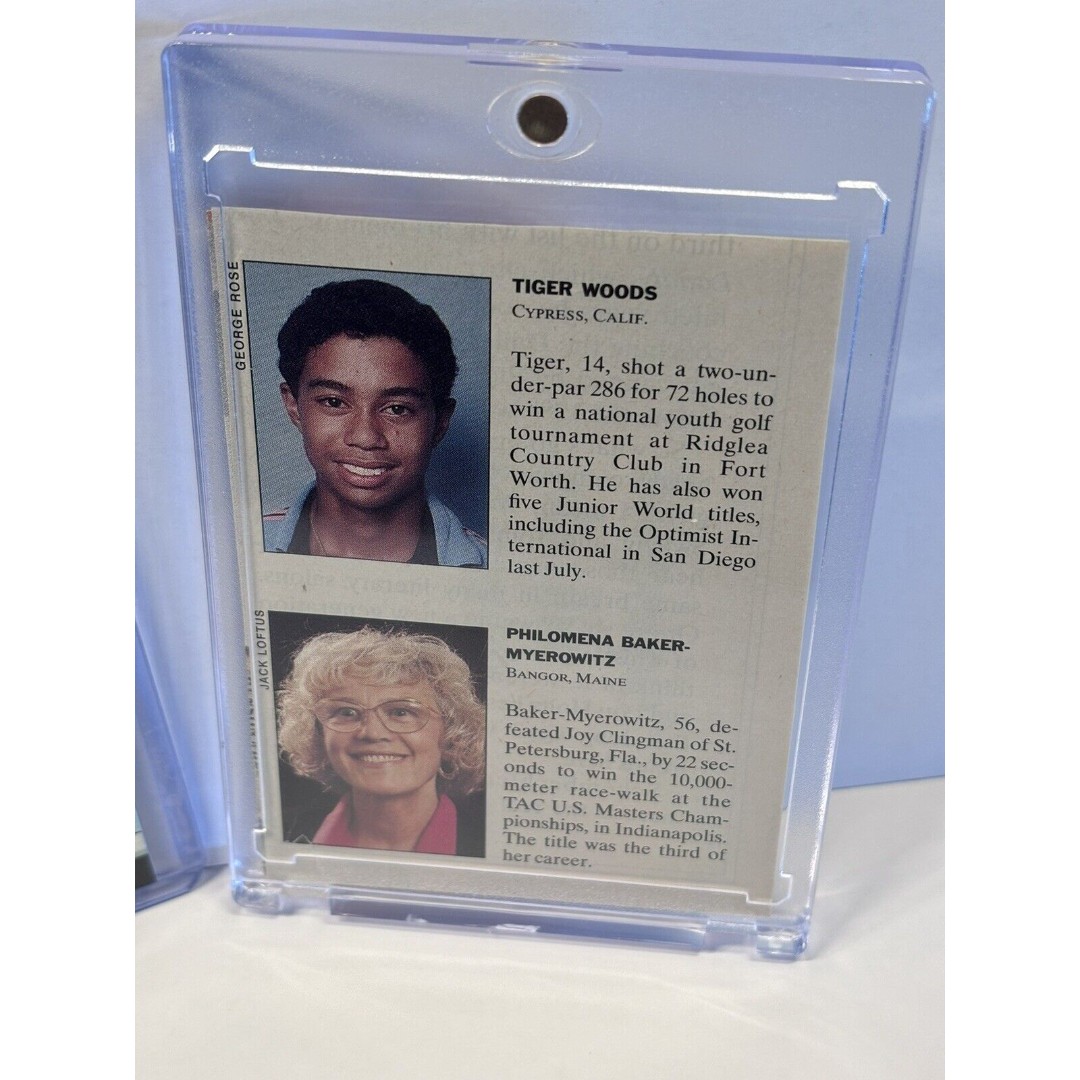 GEORGE ROSE
TIGER WOODS
CYPRESS, CALIF.
Tiger, 14, shot a two-un-
der-par 286 for 72 holes to
win a national youth golf
tournament at Ridglea
Country Club in Fort
Worth. He has also won
five Junior World titles,
including the Optimist In-
ternational in San Diego
last July.
JACK LOFTUS
PHILOMENA BAKER-
MYEROWITZ
BANGOR, MAINE
Baker-Myerowitz, 56, de-
feated Joy Clingman of St.
Petersburg, Fla., by 22 sec-
onds to win the 10,000-
meter race-walk at the
TAC U.S. Masters Cham-
pionships, in Indianapolis.
The title was the third of
her career.